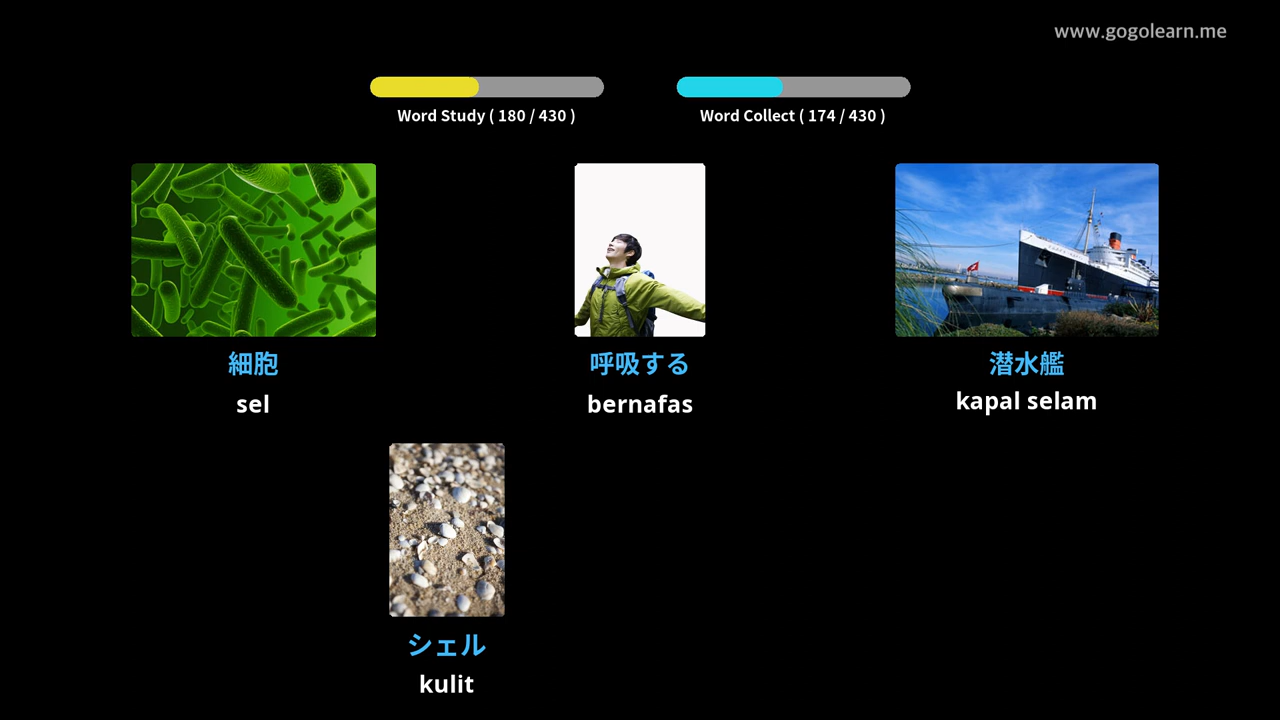 www.gogolearn.me
Word Study ( 180 / 430 )
Word Collect ( 174 / 430 )
細胞
sel
呼吸する
bernafas
潜水艦
kapal selam
シェル
kulit